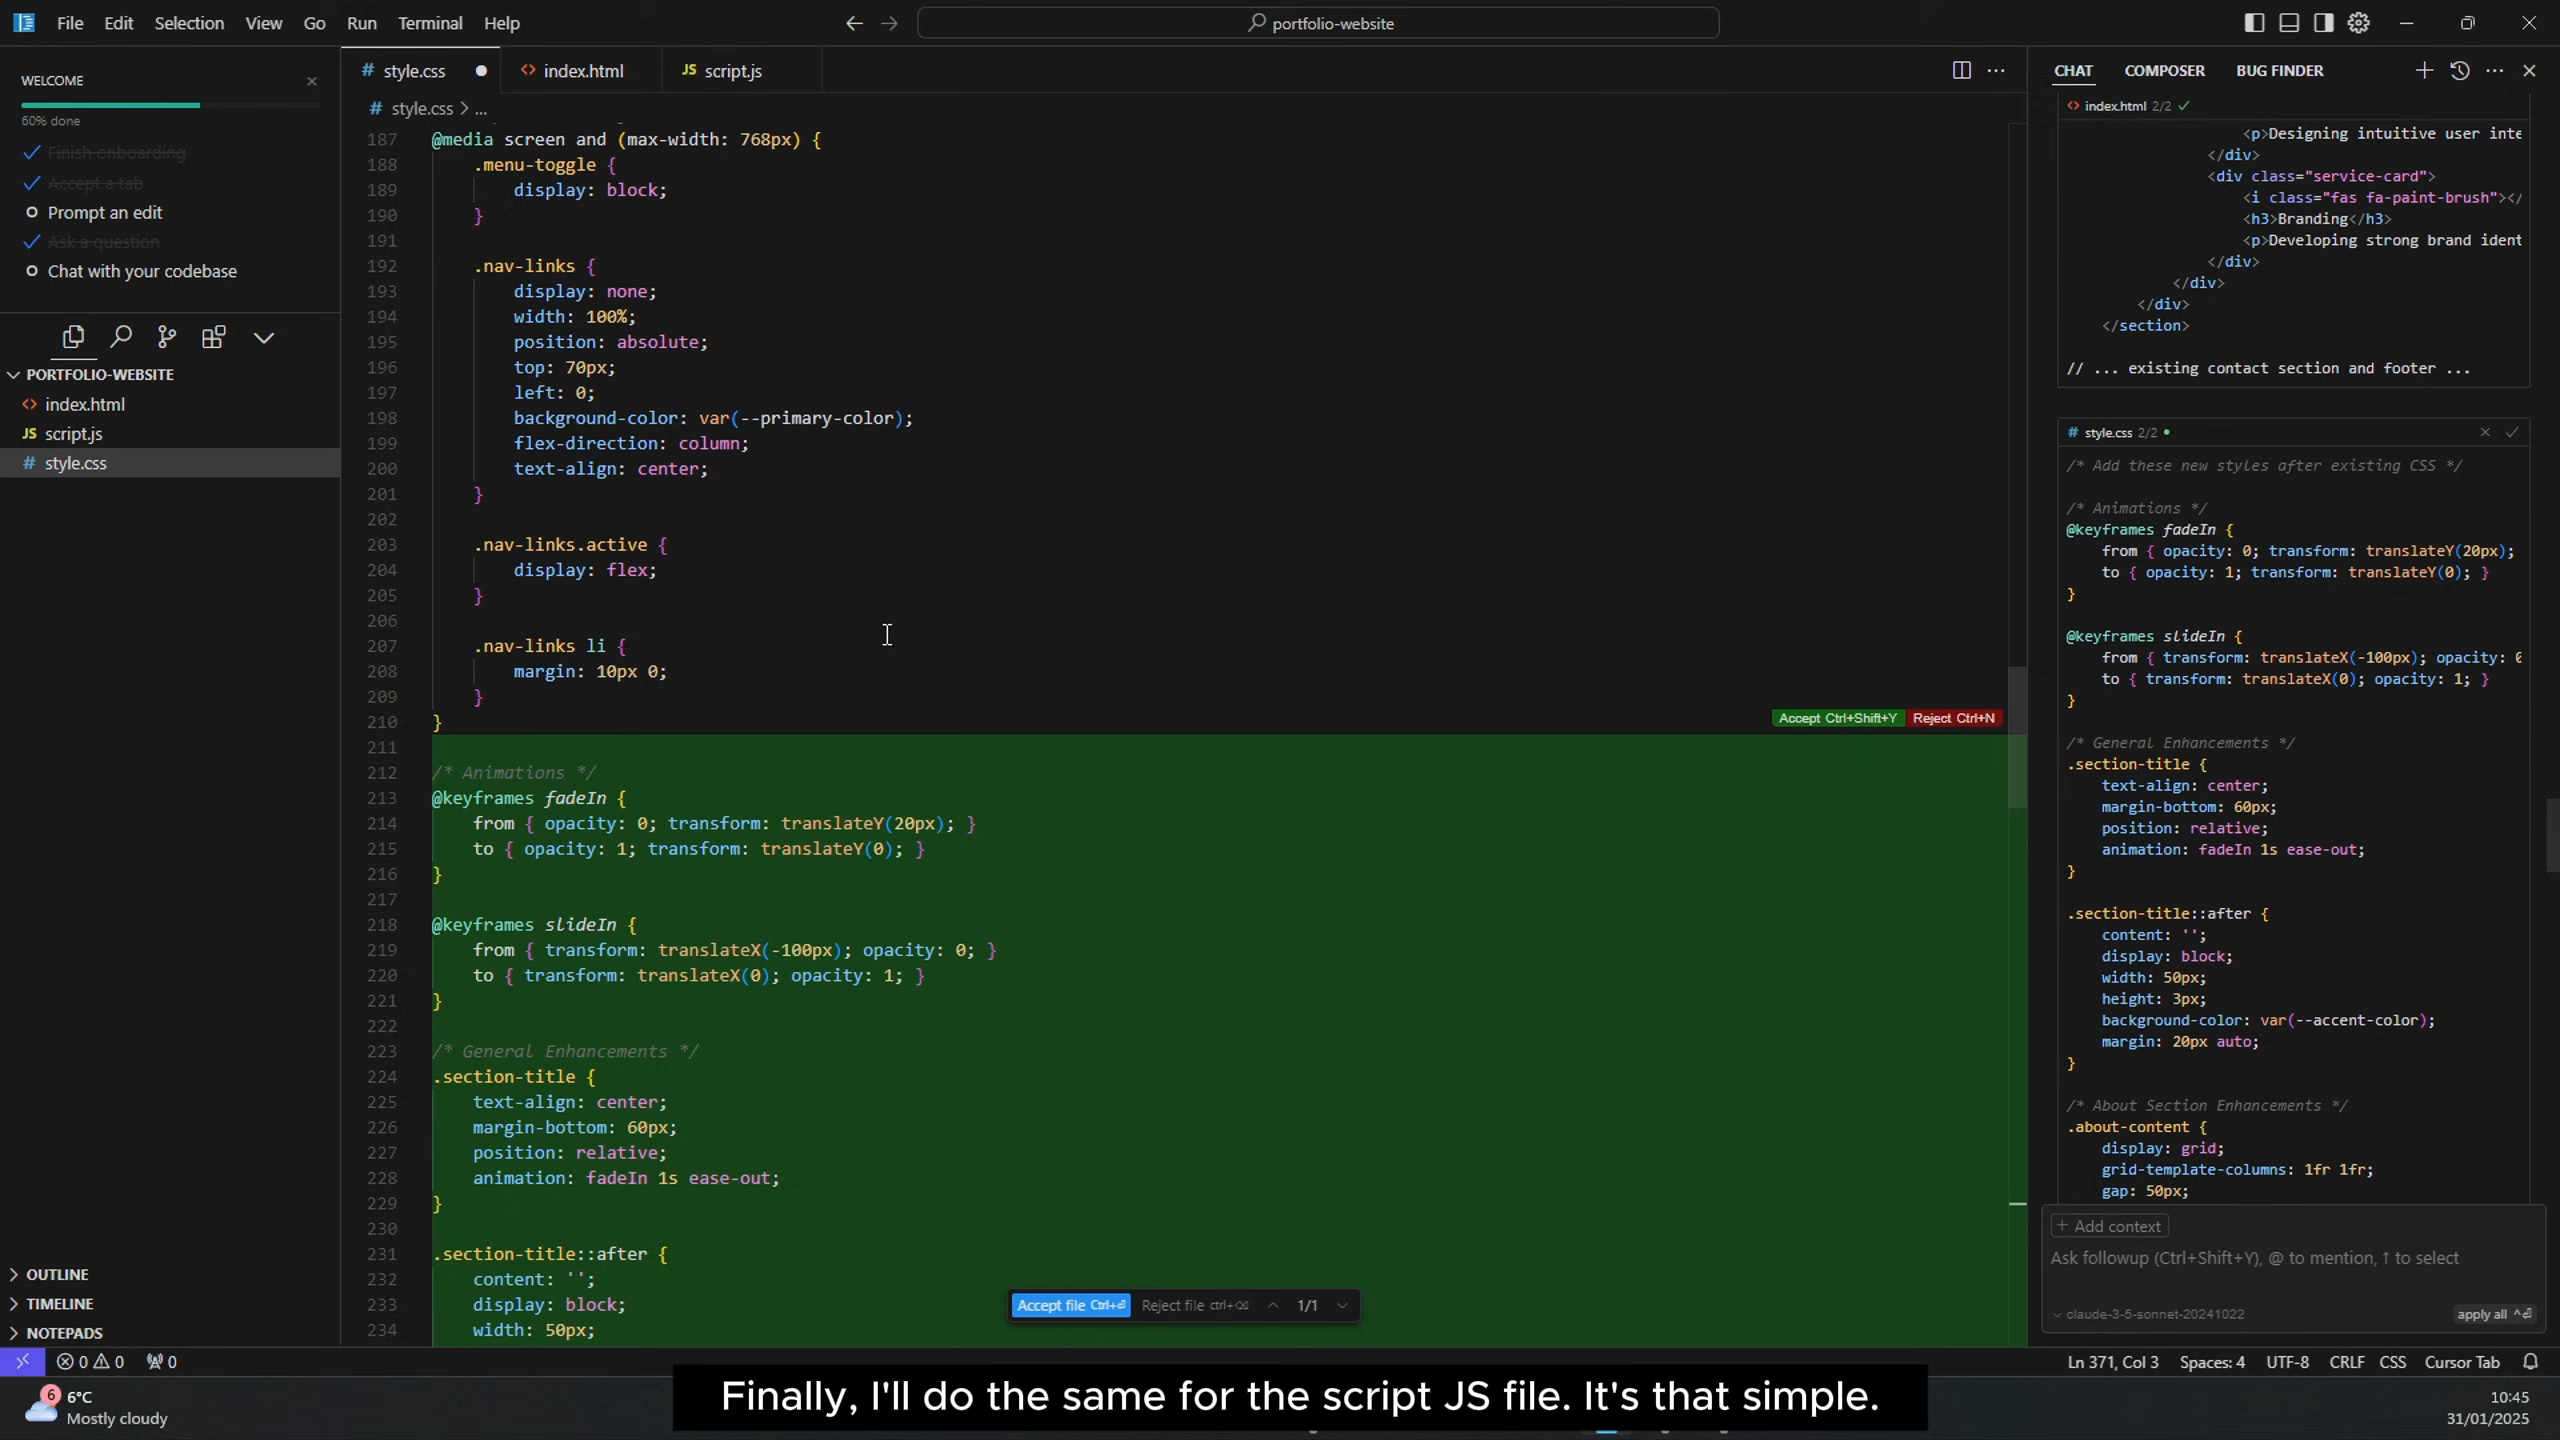 File Edit Selection View Go Run Terminal Help
portfolio-website
WELCOME
60% done
Finish onboarding
Accept a tab
Prompt an edit
Ask a question
Chat with your codebase
PORTFOLIO-WEBSITE
index.html
JS script.js
# style.css
OUTLINE
TIMELINE
NOTEPADS
# style.css
index.html
JS script.js
# style.css > ...
187 @media screen and (max-width: 768px) {
188 .menu-toggle {
189 display: block;
190 }
191
192 .nav-links {
193 display: none;
194 width: 100%;
195 position: absolute;
196 top: 70px;
197 left: 0;
198 background-color: var(--primary-color);
199 flex-direction: column;
200 text-align: center;
201 }
202
203 .nav-links.active {
204 display: flex;
205 }
206
207 .nav-links li {
208 margin: 10px 0;
209 }
210 }
Accept Ctrl+Shift+Y Reject Ctrl+N
211
212 /* Animations */
213 @keyframes fadeIn {
214 from { opacity: 0; transform: translateY(20px); }
215 to { opacity: 1; transform: translateY(0); }
216 }
217
218 @keyframes slideIn {
219 from { transform: translateX(-100px); opacity: 0; }
220 to { transform: translateX(0); opacity: 1; }
221 }
222
223 /* General Enhancements */
224 .section-title {
225 text-align: center;
226 margin-bottom: 60px;
227 position: relative;
228 animation: fadeIn 1s ease-out;
229 }
230
231 .section-title::after {
232 content: '';
233 display: block;
234 width: 50px;
Accept file Ctrl+⏎ Reject file ctrl+⌫ 1/1
CHAT COMPOSER BUG FINDER
index.html 2/2
<p>Designing intuitive user inte
</div>
<div class="service-card">
<i class="fas fa-paint-brush"></
<h3>Branding</h3>
<p>Developing strong brand ident
</div>
</div>
</div>
</section>
// ... existing contact section and footer ...
# style.css 2/2
/* Add these new styles after existing CSS */
/* Animations */
@keyframes fadeIn {
from { opacity: 0; transform: translateY(20px);
to { opacity: 1; transform: translateY(0); }
}
@keyframes slideIn {
from { transform: translateX(-100px); opacity: 0
to { transform: translateX(0); opacity: 1; }
}
/* General Enhancements */
.section-title {
text-align: center;
margin-bottom: 60px;
position: relative;
animation: fadeIn 1s ease-out;
}
.section-title::after {
content: '';
display: block;
width: 50px;
height: 3px;
background-color: var(--accent-color);
margin: 20px auto;
}
/* About Section Enhancements */
.about-content {
display: grid;
grid-template-columns: 1fr 1fr;
gap: 50px;
+ Add context
Ask followup (Ctrl+Shift+Y), @ to mention, ↑ to select
claude-3-5-sonnet-20241022
apply all ^⏎
0 0 0
Ln 371, Col 3 Spaces: 4 UTF-8 CRLF CSS Cursor Tab
6
6°C
Mostly cloudy
Finally, I'll do the same for the script JS file. It's that simple.
10:45
31/01/2025